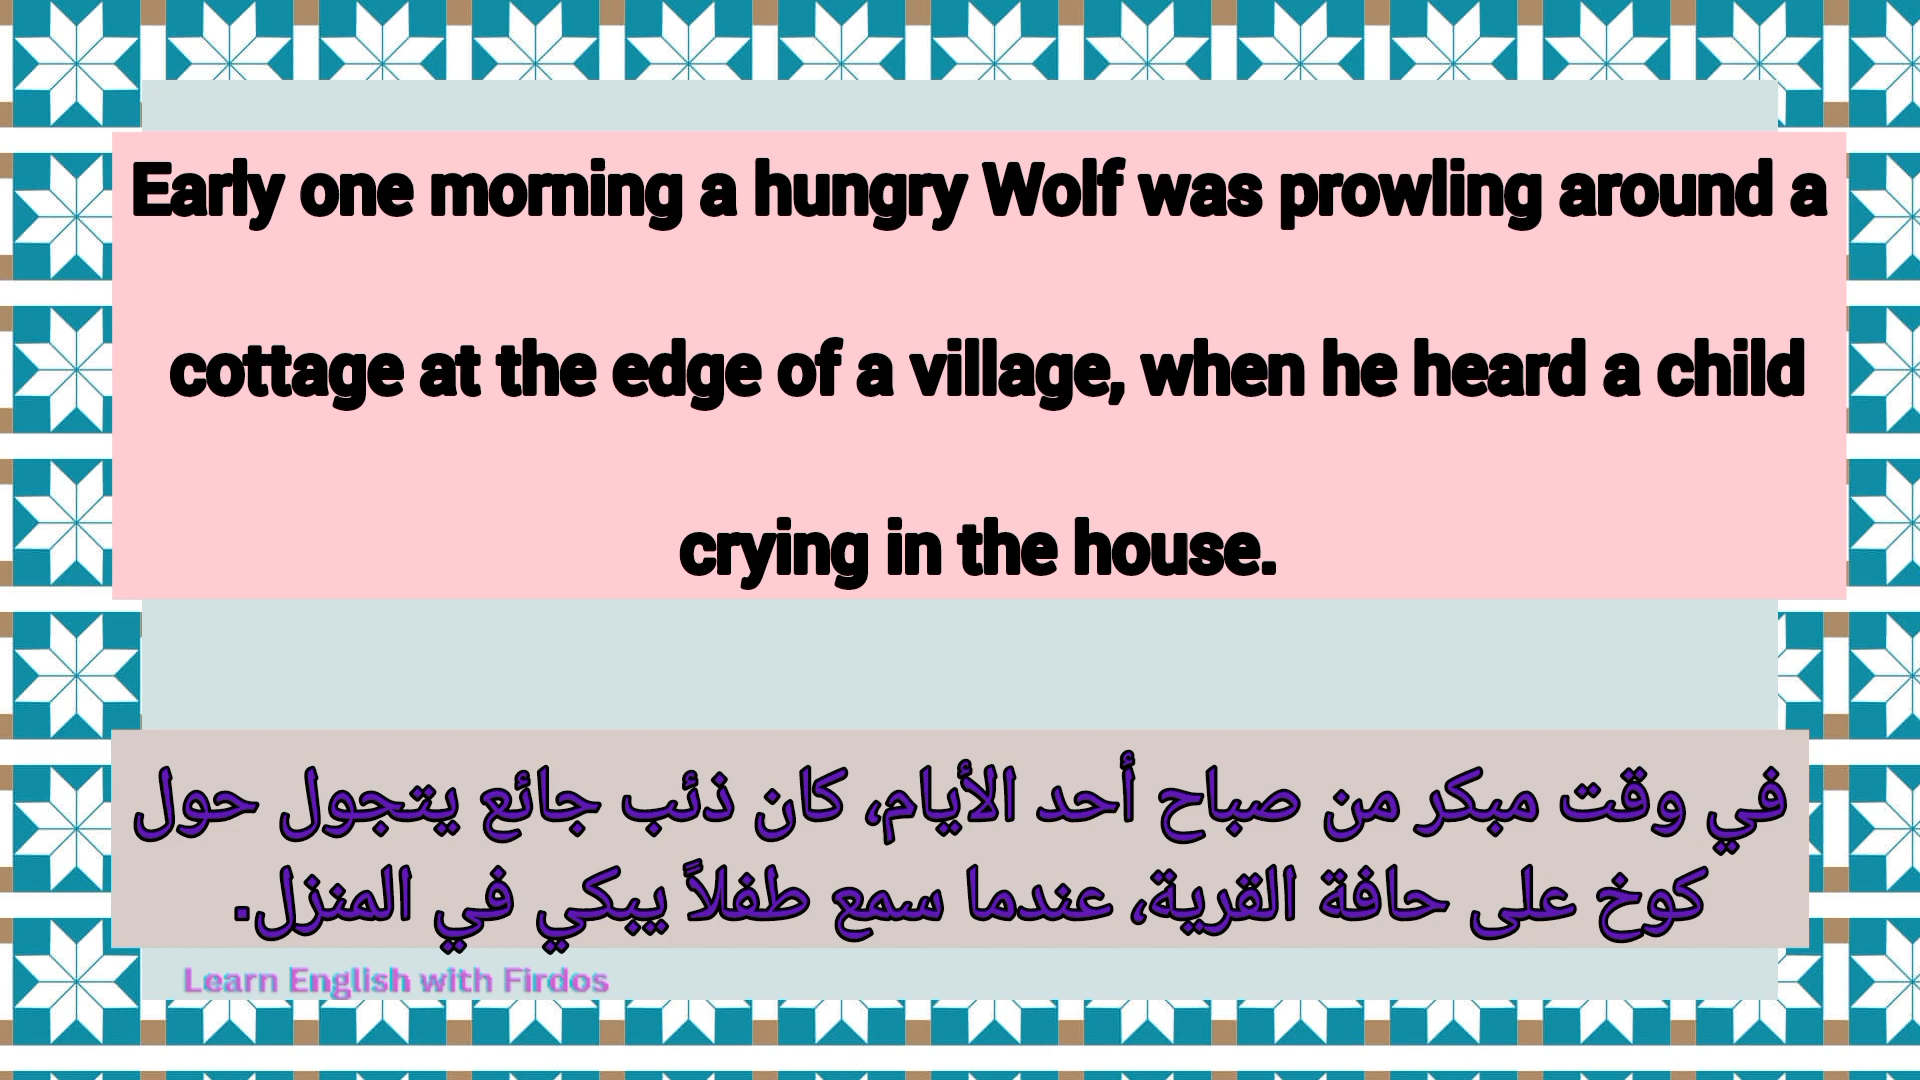 Early one morning a hungry Wolf was prowling around a
cottage at the edge of a village, when he heard a child
crying in the house.
في وقت مبكر من صباح أحد الأيام، كان ذئب جائع يتجول حول
كوخ على حافة القرية، عندما سمع طفلاً يبكي في المنزل.
Learn English with Firdos